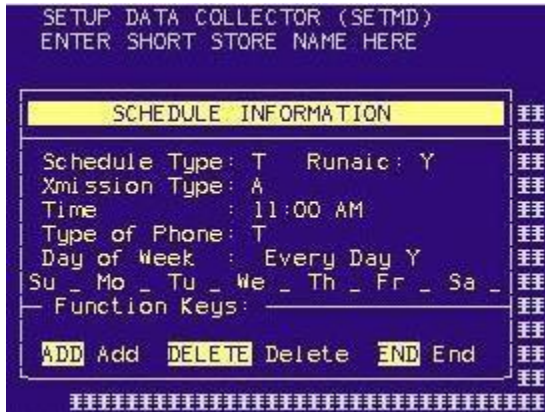 SETUP DATA COLLECTOR (SETMD)
ENTER SHORT STORE NAME HERE
SCHEDULE INFORMATION
Schedule Type: T Runaic: Y
Xmission Type: A
Time : 11:00 AM
Type of Phone: T
Day of Week : Every Day Y
Su _ Mo _ Tu _ We _ Th _ Fr _ Sa _
Function Keys:
ADD Add DELETE Delete END End